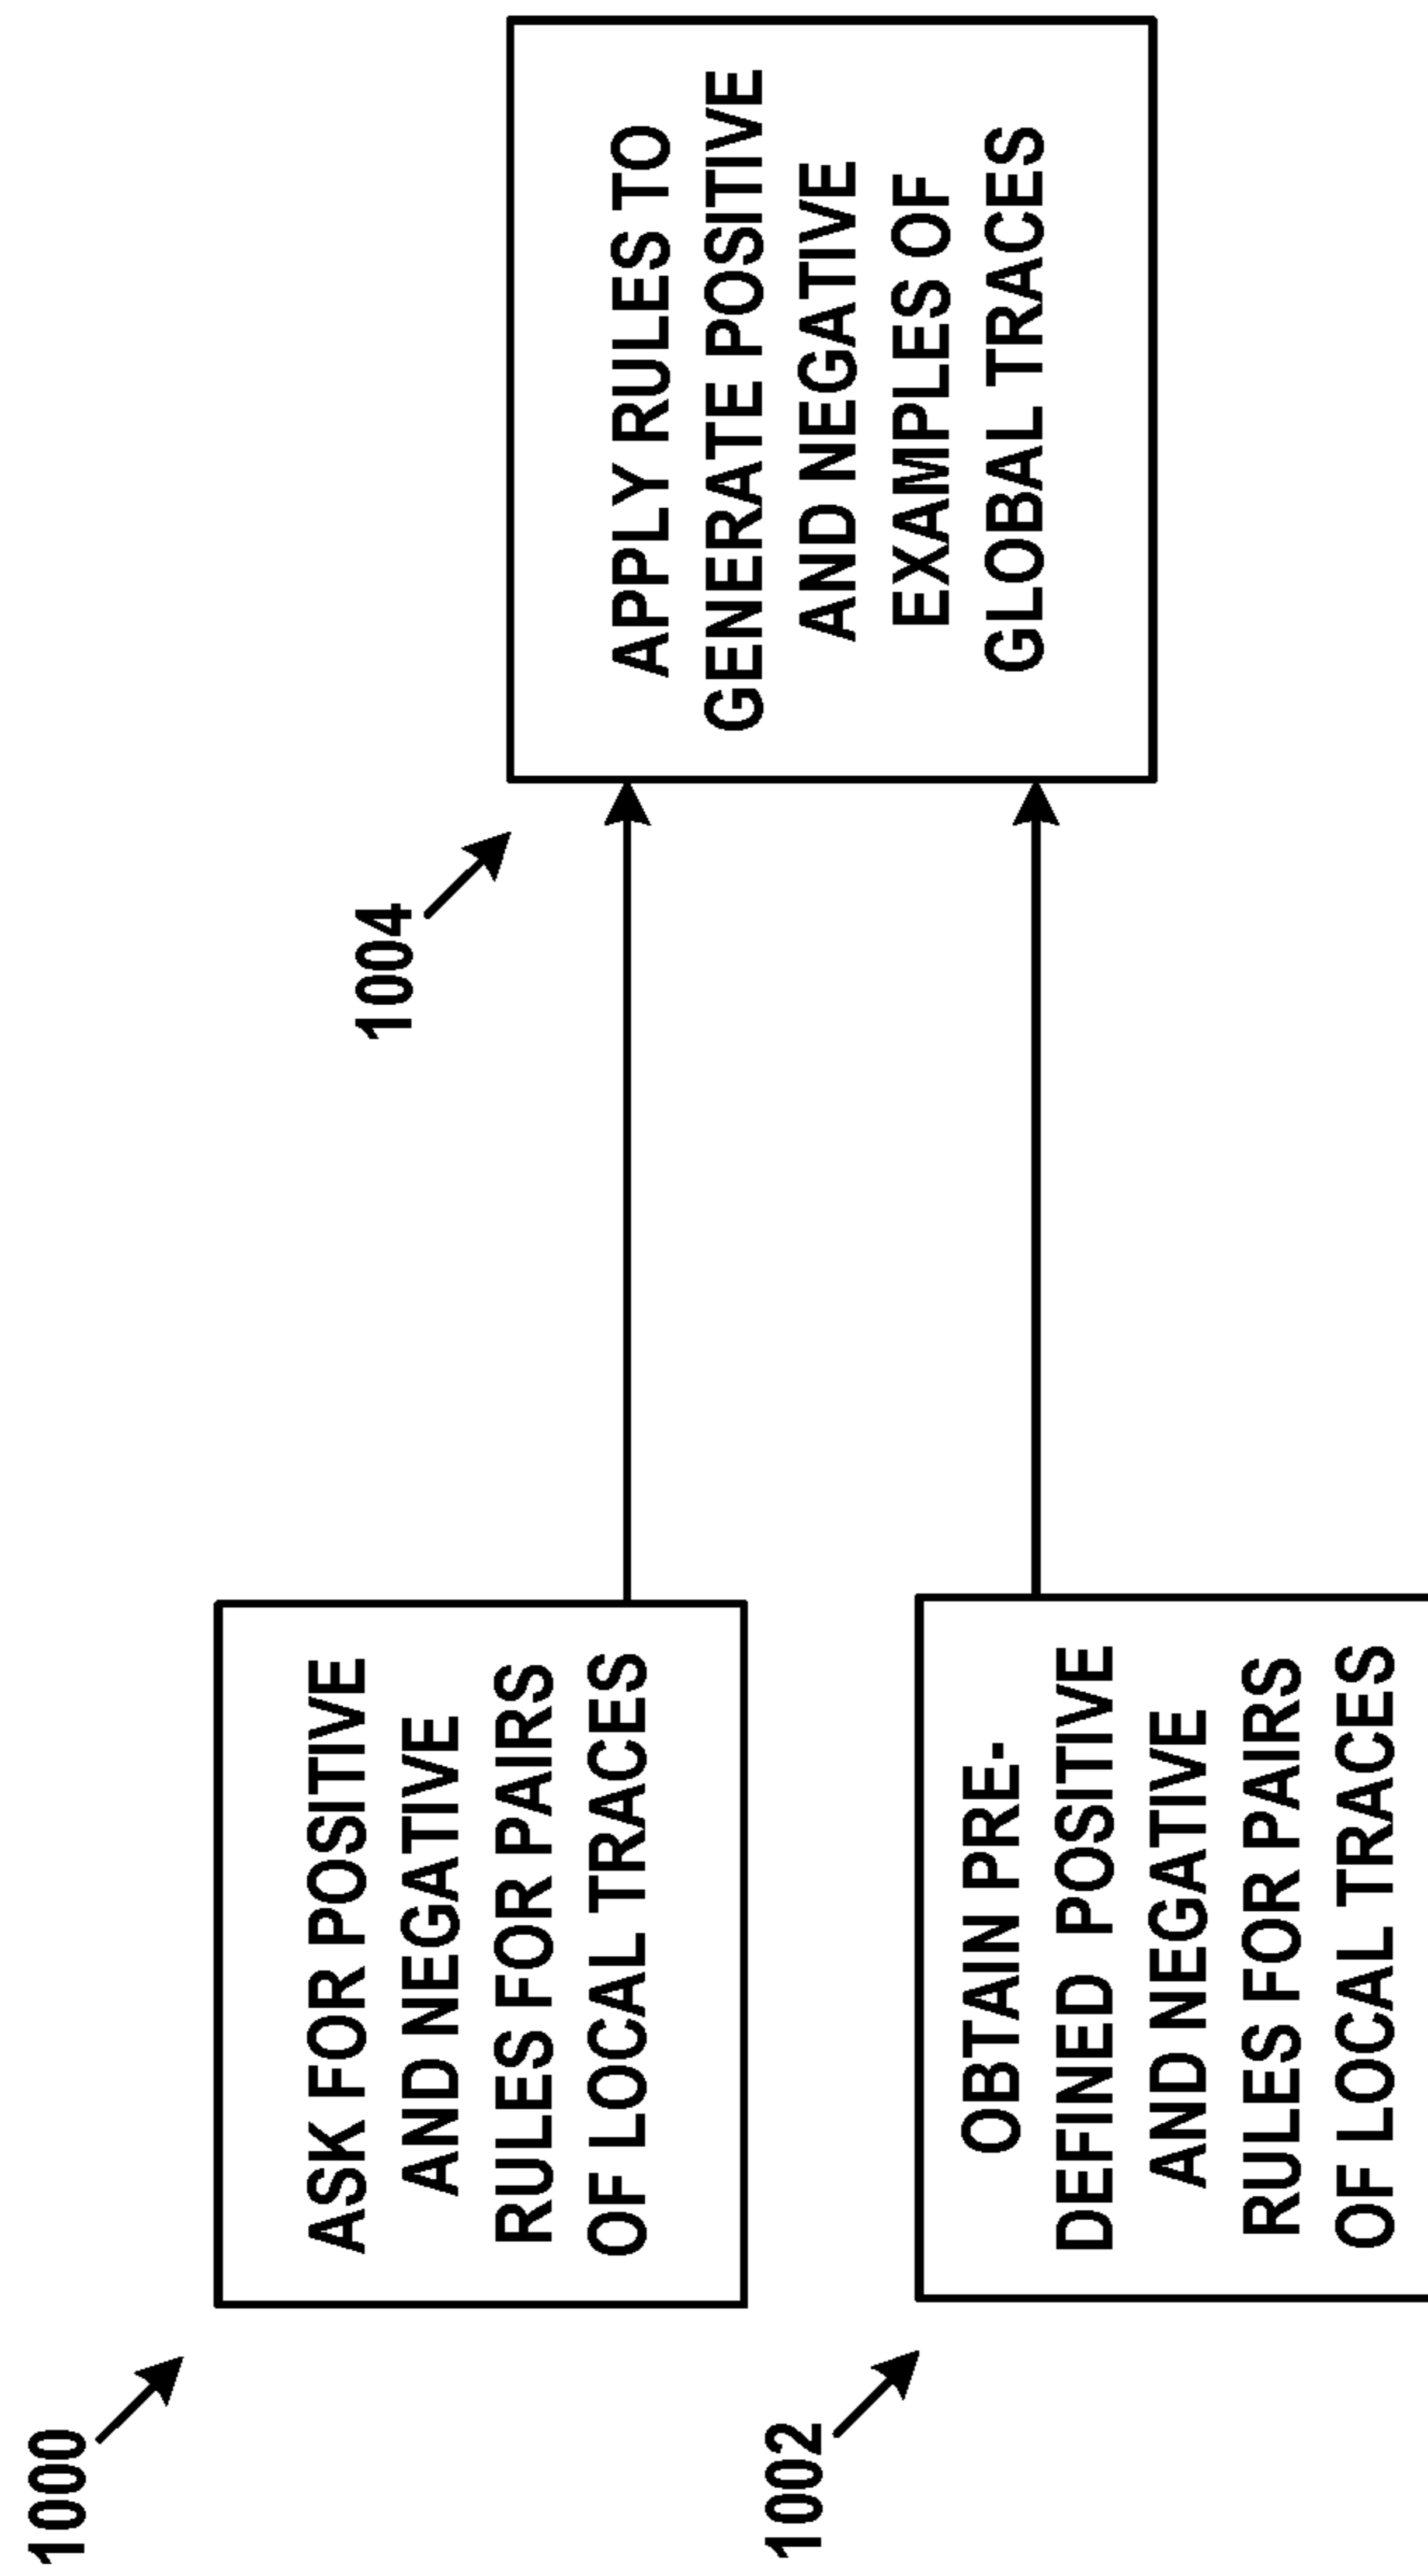 1000
ASK FOR POSITIVE
AND NEGATIVE
RULES FOR PAIRS
OF LOCAL TRACES
1002
OBTAIN PRE-
DEFINED POSITIVE
AND NEGATIVE
RULES FOR PAIRS
OF LOCAL TRACES
1004
APPLY RULES TO
GENERATE POSITIVE
AND NEGATIVE
EXAMPLES OF
GLOBAL TRACES